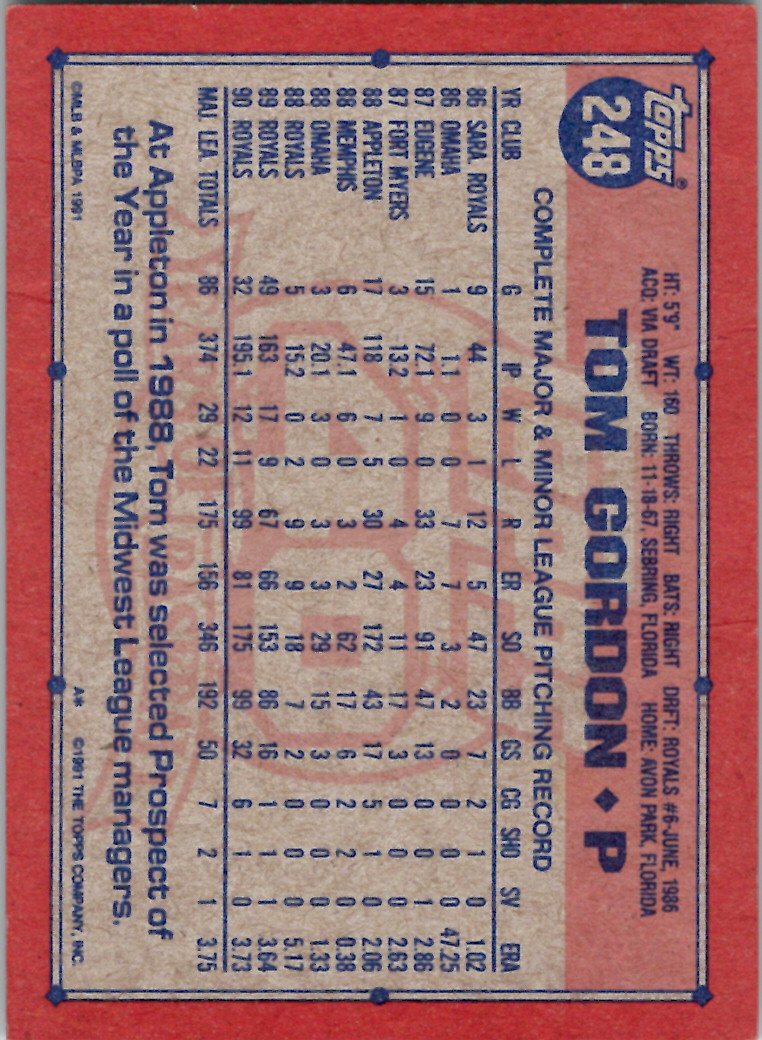 topps®
248
HT: 5'9" WT: 160 THROWS: RIGHT BATS: RIGHT DRFT: ROYALS #6-JUNE, 1986
ACQ: VIA DRAFT BORN: 11-18-67, SEBRING, FLORIDA HOME: AVON PARK, FLORIDA
TOM GORDON ◆ P
COMPLETE MAJOR & MINOR LEAGUE PITCHING RECORD
YR CLUB G IP W L R ER SO BB GS CG SHO SV ERA
86 SARA. ROYALS 9 44 3 1 12 5 47 23 7 2 1 0 1.02
86 OMAHA 1 1.1 0 0 7 7 3 2 0 0 0 0 47.25
87 EUGENE 15 72.1 9 0 33 23 91 47 13 0 0 1 2.86
87 FORT MYERS 3 13.2 1 0 4 4 11 17 3 0 0 0 2.63
88 APPLETON 17 118 7 5 30 27 172 43 17 5 1 0 2.06
88 MEMPHIS 6 47.1 6 0 3 2 62 17 6 2 2 0 0.38
88 OMAHA 3 20.1 3 0 3 3 29 15 3 0 0 0 1.33
88 ROYALS 5 15.2 0 2 9 9 18 7 2 0 0 0 5.17
89 ROYALS 49 163 17 9 67 66 153 86 16 1 1 1 3.64
90 ROYALS 32 195.1 12 11 99 81 175 99 32 6 1 0 3.73
MAJ. LEA. TOTALS 86 374 29 22 175 156 346 192 50 7 2 1 3.75
At Appleton in 1988, Tom was selected Prospect of
the Year in a poll of the Midwest League managers.
©MLB & MLBPA 1991 A* ©1991 THE TOPPS COMPANY, INC.